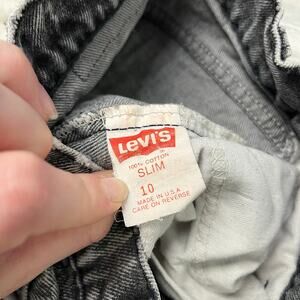 LEVI'S
100% COTTON
SLIM
10
MADE IN U.S.A.
CARE ON REVERSE